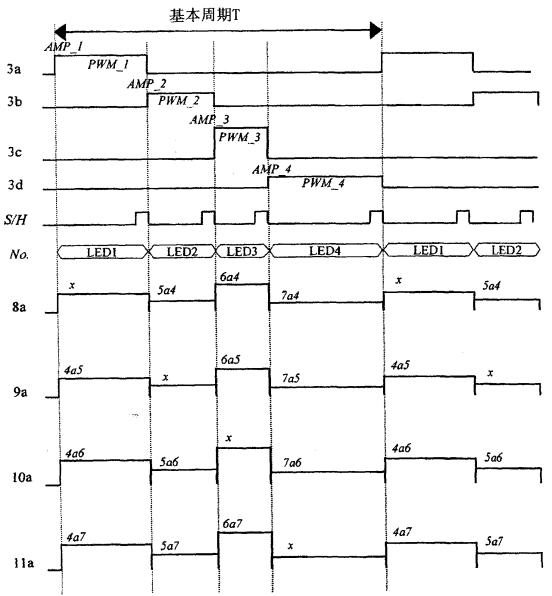 基本周期T
AMP_1
3a PWM_1
AMP_2
3b PWM_2
AMP_3
3c PWM_3
AMP_4
3d PWM_4
S/H
No. LED1 LED2 LED3 LED4 LED1 LED2
8a x 5a4 6a4 7a4 x 5a4
9a 4a5 x 6a5 7a5 4a5 x
10a 4a6 5a6 x 7a6 4a6 5a6
11a 4a7 5a7 6a7 x 4a7 5a7